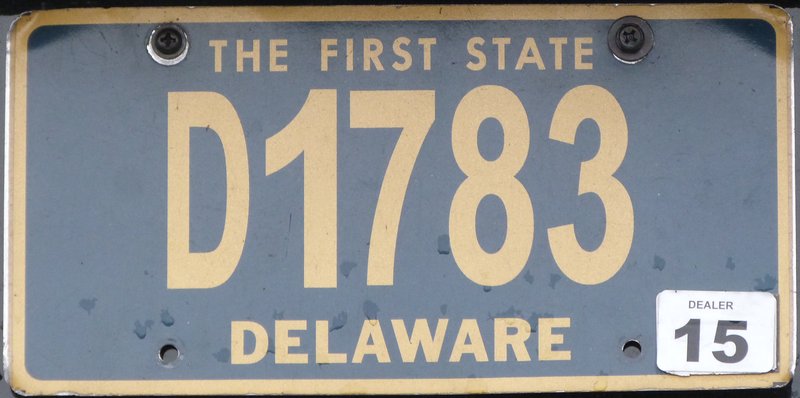 THE FIRST STATE
D1783
DELAWARE
DEALER
15